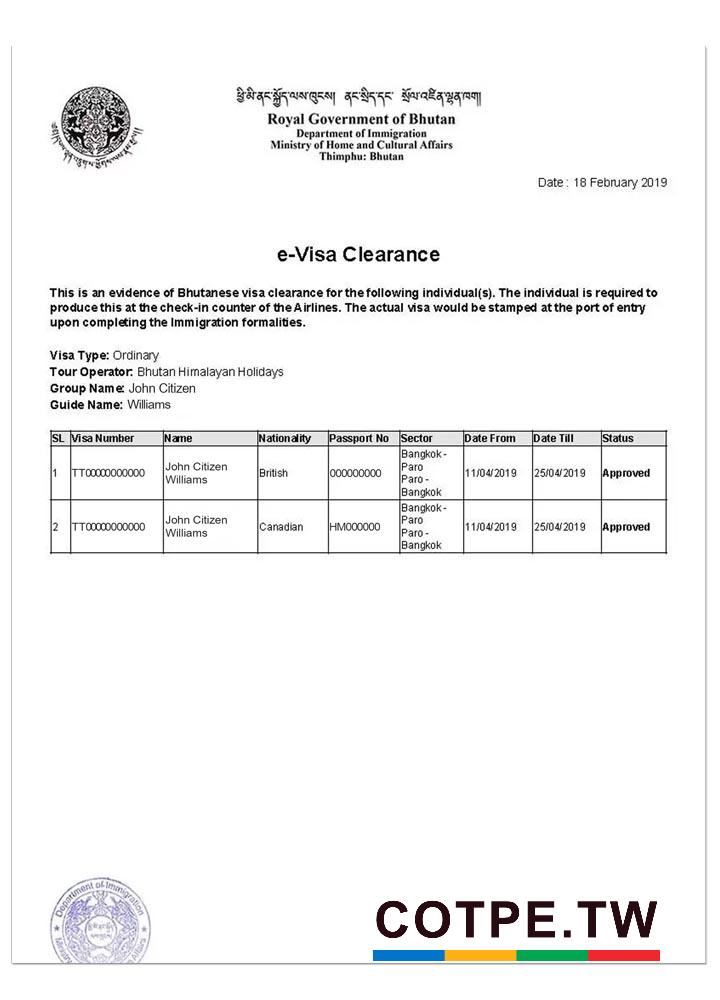 ཕྱི་མི་ནང་སྐྱོད་ལས་ཁུངས། ནང་སྲིད་དང་ སྲོལ་འཛིན་ལྷན་ཁག།
Royal Government of Bhutan
Department of Immigration
Ministry of Home and Cultural Affairs
Thimphu: Bhutan
Date : 18 February 2019
e-Visa Clearance
This is an evidence of Bhutanese visa clearance for the following individual(s). The individual is required to
produce this at the check-in counter of the Airlines. The actual visa would be stamped at the port of entry
upon completing the Immigration formalities.
Visa Type: Ordinary
Tour Operator: Bhutan Himalayan Holidays
Group Name: John Citizen
Guide Name: Williams
SL Visa Number Name Nationality Passport No Sector Date From Date Till Status
1 TT00000000000 John Citizen Williams British 000000000 Bangkok - Paro Paro - Bangkok 11/04/2019 25/04/2019 Approved
2 TT00000000000 John Citizen Williams Canadian HM000000 Bangkok - Paro Paro - Bangkok 11/04/2019 25/04/2019 Approved
Department of Immigration
COTPE.TW